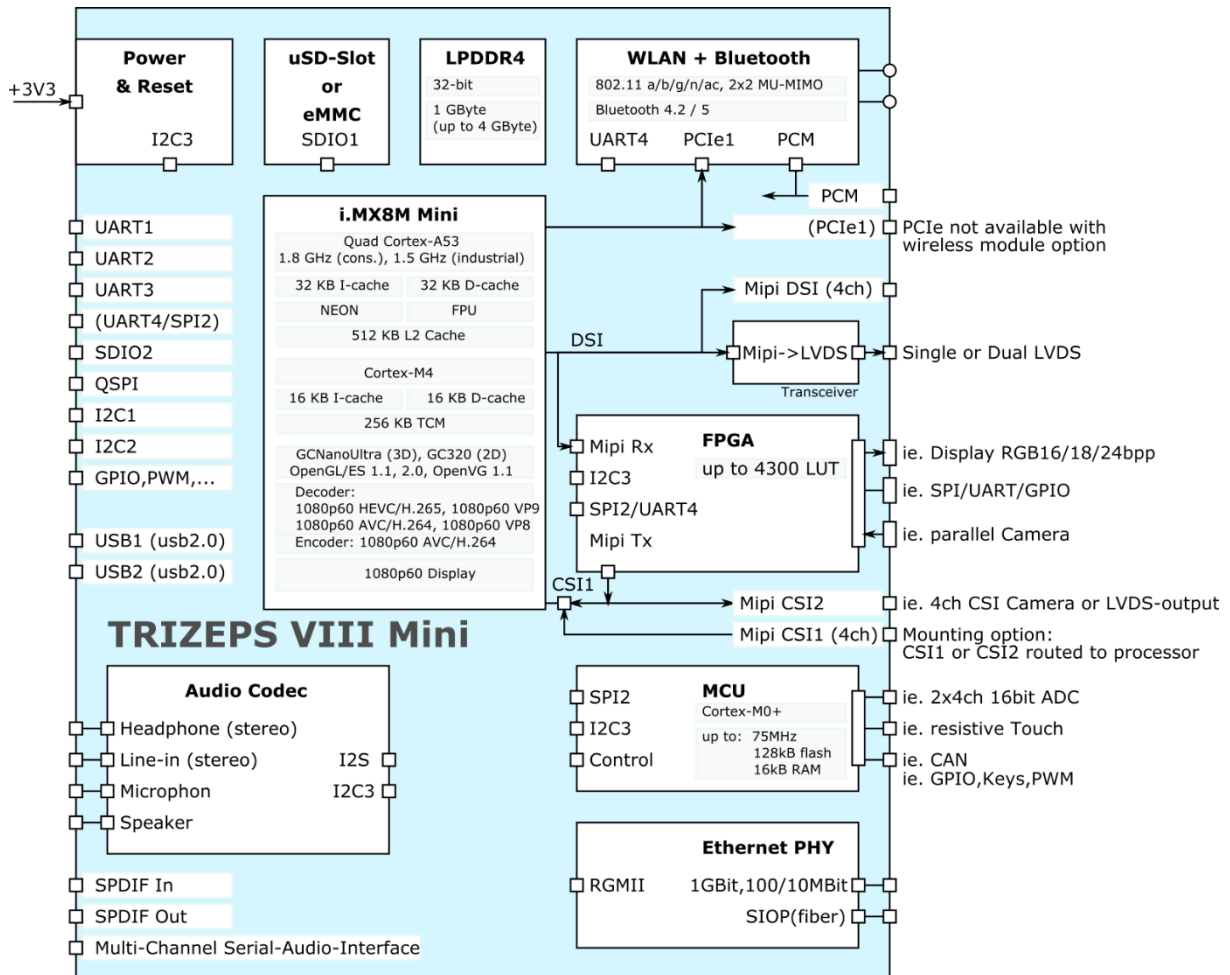 +3V3
Power
& Reset
I2C3
uSD-Slot
or
eMMC
SDIO1
LPDDR4
32-bit
1 GByte
(up to 4 GByte)
WLAN + Bluetooth
802.11 a/b/g/n/ac, 2x2 MU-MIMO
Bluetooth 4.2 / 5
UART4 PCIe1 PCM
PCM
(PCIe1)
PCIe not available with
wireless module option
UART1
UART2
UART3
(UART4/SPI2)
SDIO2
QSPI
I2C1
I2C2
GPIO,PWM,...
USB1 (usb2.0)
USB2 (usb2.0)
i.MX8M Mini
Quad Cortex-A53
1.8 GHz (cons.), 1.5 GHz (industrial)
32 KB I-cache 32 KB D-cache
NEON FPU
512 KB L2 Cache
Cortex-M4
16 KB I-cache 16 KB D-cache
256 KB TCM
GCNanoUltra (3D), GC320 (2D)
OpenGL/ES 1.1, 2.0, OpenVG 1.1
Decoder:
1080p60 HEVC/H.265, 1080p60 VP9
1080p60 AVC/H.264, 1080p60 VP8
Encoder: 1080p60 AVC/H.264
1080p60 Display
DSI
Mipi DSI (4ch)
Mipi->LVDS
Transceiver
Single or Dual LVDS
FPGA
up to 4300 LUT
Mipi Rx
I2C3
SPI2/UART4
Mipi Tx
ie. Display RGB16/18/24bpp
ie. SPI/UART/GPIO
ie. parallel Camera
CSI1
Mipi CSI2
ie. 4ch CSI Camera or LVDS-output
Mipi CSI1 (4ch)
Mounting option:
CSI1 or CSI2 routed to processor
TRIZEPS VIII Mini
Audio Codec
Headphone (stereo)
Line-in (stereo) I2S
Microphon I2C3
Speaker
MCU
Cortex-M0+
up to: 75MHz
128kB flash
16kB RAM
SPI2
I2C3
Control
ie. 2x4ch 16bit ADC
ie. resistive Touch
ie. CAN
ie. GPIO,Keys,PWM
Ethernet PHY
RGMII 1GBit,100/10MBit
SIOP(fiber)
SPDIF In
SPDIF Out
Multi-Channel Serial-Audio-Interface